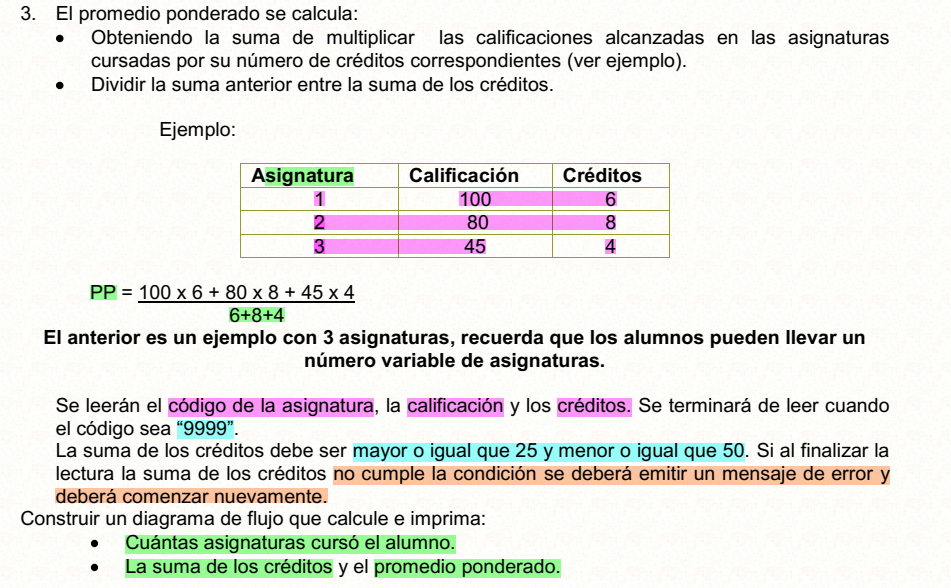 3. El promedio ponderado se calcula:
• Obteniendo la suma de multiplicar las calificaciones alcanzadas en las asignaturas
cursadas por su número de créditos correspondientes (ver ejemplo).
• Dividir la suma anterior entre la suma de los créditos.
Ejemplo:
Asignatura Calificación Créditos
1 100 6
2 80 8
3 45 4
PP = 100 x 6 + 80 x 8 + 45 x 4
6+8+4
El anterior es un ejemplo con 3 asignaturas, recuerda que los alumnos pueden llevar un
número variable de asignaturas.
Se leerán el código de la asignatura, la calificación y los créditos. Se terminará de leer cuando
el código sea “9999”.
La suma de los créditos debe ser mayor o igual que 25 y menor o igual que 50. Si al finalizar la
lectura la suma de los créditos no cumple la condición se deberá emitir un mensaje de error y
deberá comenzar nuevamente.
Construir un diagrama de flujo que calcule e imprima:
• Cuántas asignaturas cursó el alumno.
• La suma de los créditos y el promedio ponderado.